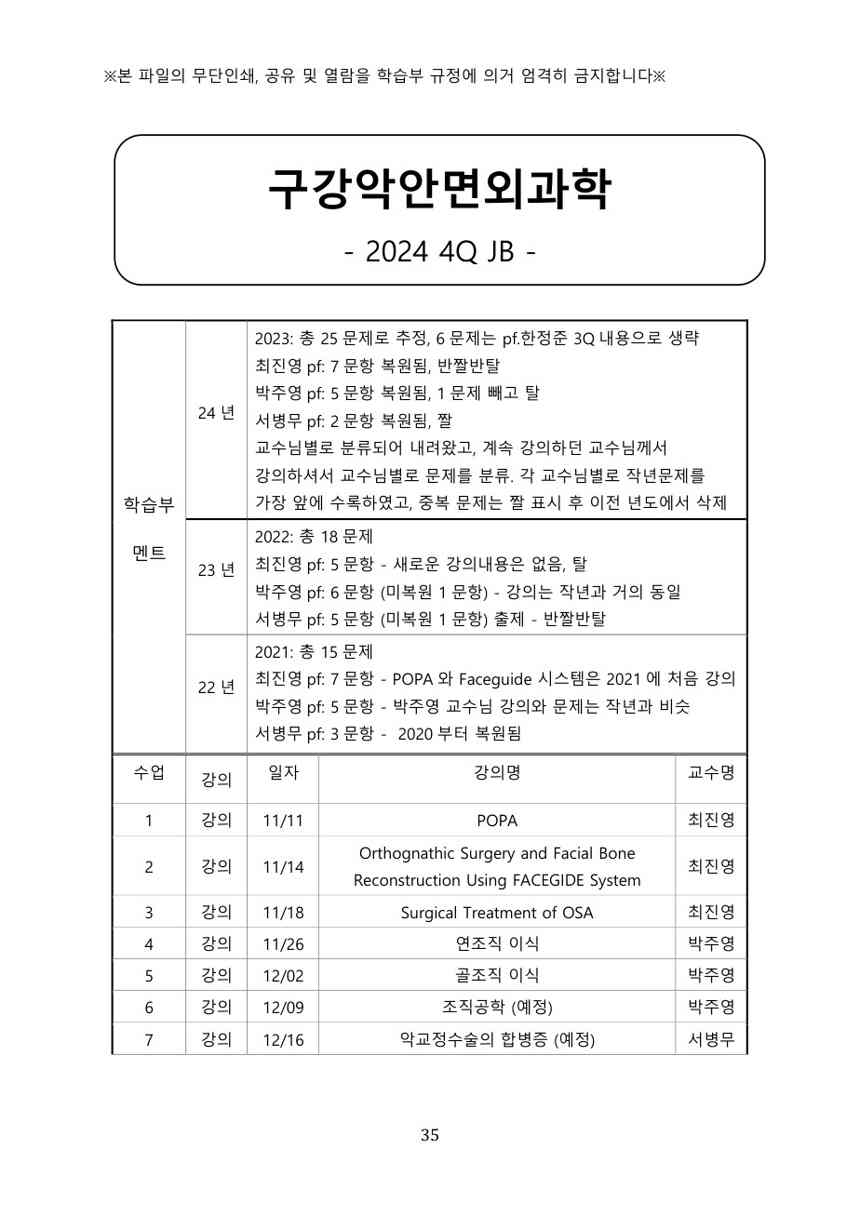 ※본 파일의 무단인쇄, 공유 및 열람을 학습부 규정에 의거 엄격히 금지합니다※
구강악안면외과학
- 2024 4Q JB -
학습부
멘트
24 년
2023: 총 25 문제로 추정, 6 문제는 pf.한정준 3Q 내용으로 생략
최진영 pf: 7 문항 복원됨, 반짤반탈
박주영 pf: 5 문항 복원됨, 1 문제 빼고 탈
서병무 pf: 2 문항 복원됨, 짤
교수님별로 분류되어 내려왔고, 계속 강의하던 교수님께서
강의하셔서 교수님별로 문제를 분류. 각 교수님별로 작년문제를
가장 앞에 수록하였고, 중복 문제는 짤 표시 후 이전 년도에서 삭제
23 년
2022: 총 18 문제
최진영 pf: 5 문항 - 새로운 강의내용은 없음, 탈
박주영 pf: 6 문항 (미복원 1 문항) - 강의는 작년과 거의 동일
서병무 pf: 5 문항 (미복원 1 문항) 출제 - 반짤반탈
22 년
2021: 총 15 문제
최진영 pf: 7 문항 - POPA 와 Faceguide 시스템은 2021 에 처음 강의
박주영 pf: 5 문항 - 박주영 교수님 강의와 문제는 작년과 비슷
서병무 pf: 3 문항 - 2020 부터 복원됨
수업 강의 일자 강의명 교수명
1 강의 11/11 POPA 최진영
2 강의 11/14 Orthognathic Surgery and Facial Bone
Reconstruction Using FACEGIDE System 최진영
3 강의 11/18 Surgical Treatment of OSA 최진영
4 강의 11/26 연조직 이식 박주영
5 강의 12/02 골조직 이식 박주영
6 강의 12/09 조직공학 (예정) 박주영
7 강의 12/16 악교정수술의 합병증 (예정) 서병무
35